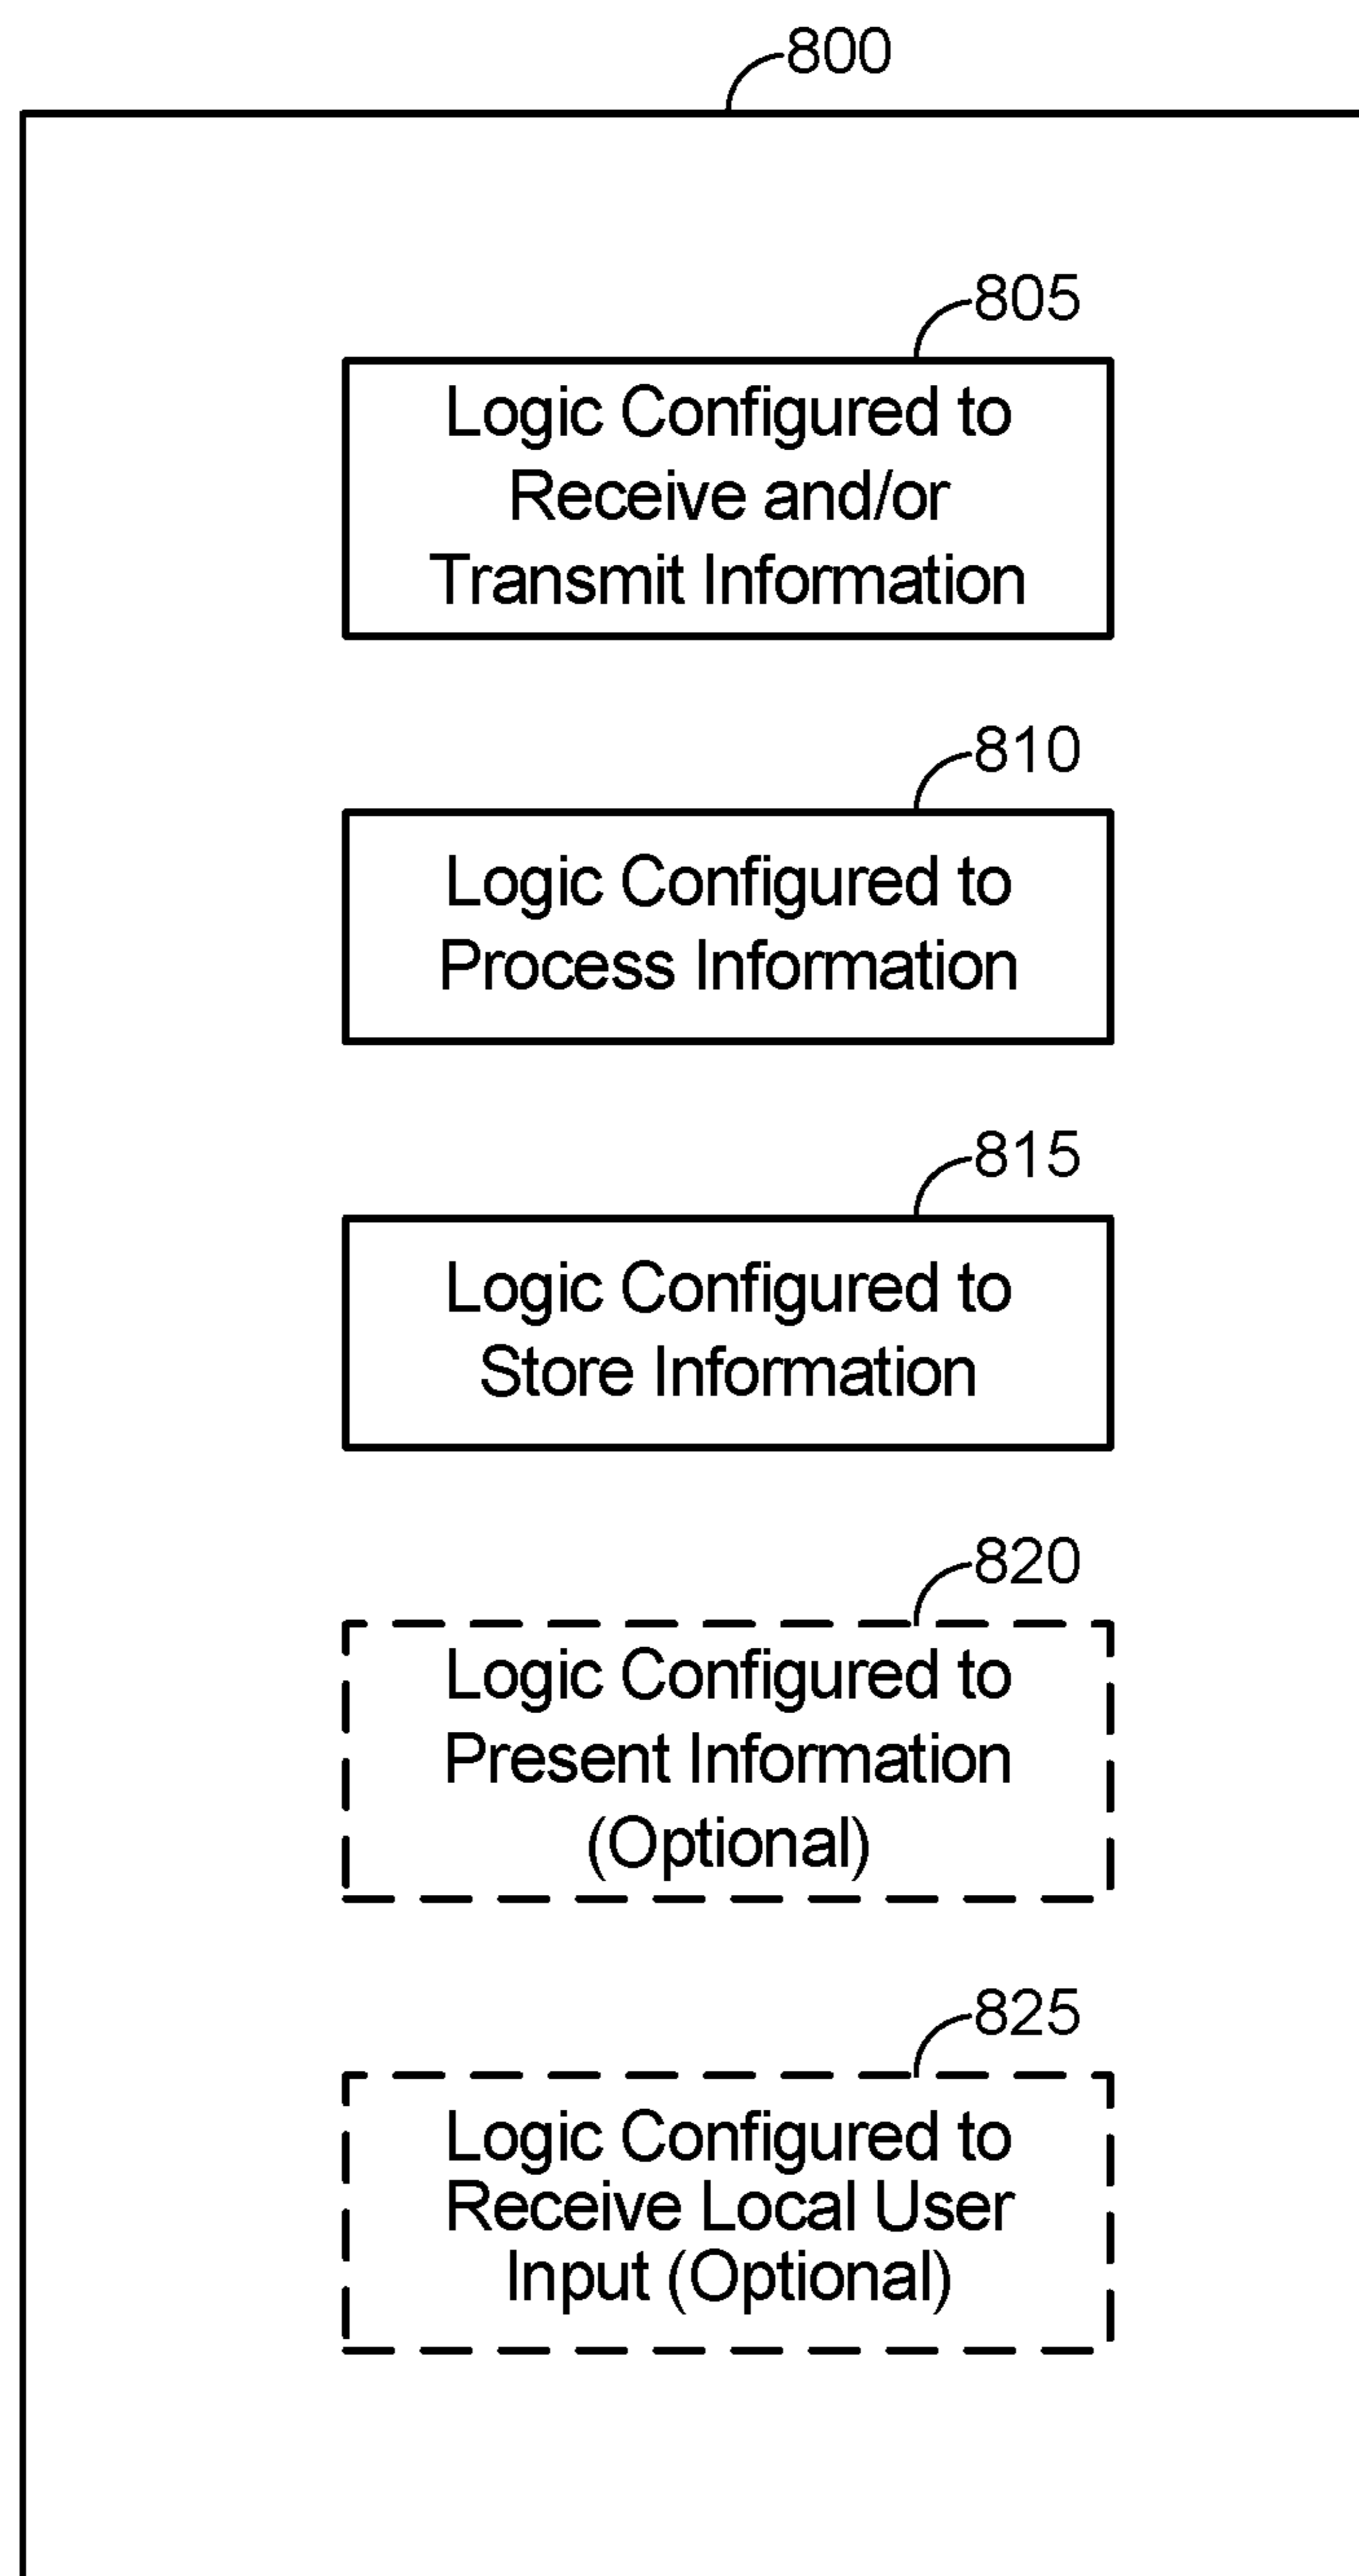 800
805
Logic Configured to
Receive and/or
Transmit Information
810
Logic Configured to
Process Information
815
Logic Configured to
Store Information
820
Logic Configured to
Present Information
(Optional)
825
Logic Configured to
Receive Local User
Input (Optional)